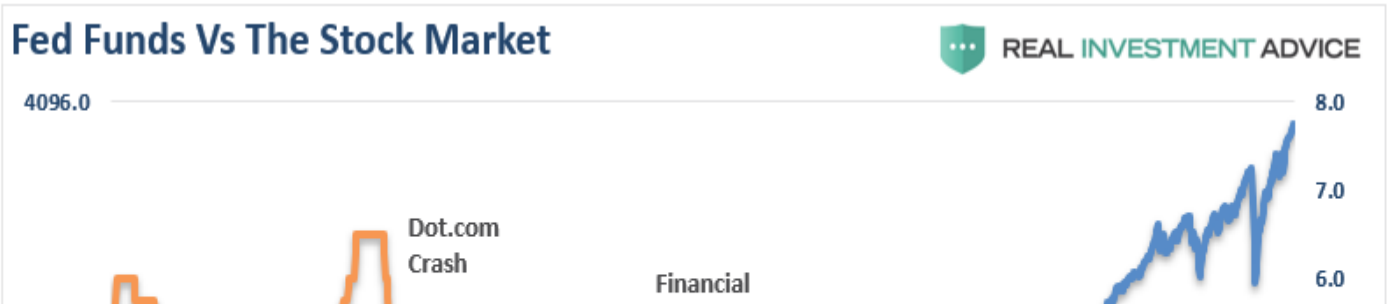 Fed Funds Vs The Stock Market
REAL INVESTMENT ADVICE
4096.0
8.0
7.0
Dot.com
Crash
Financial
6.0